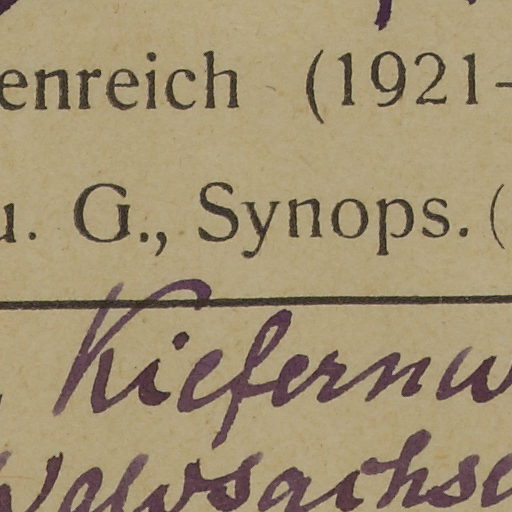 enreich (1921-
u. G., Synops. (
Kiefernw